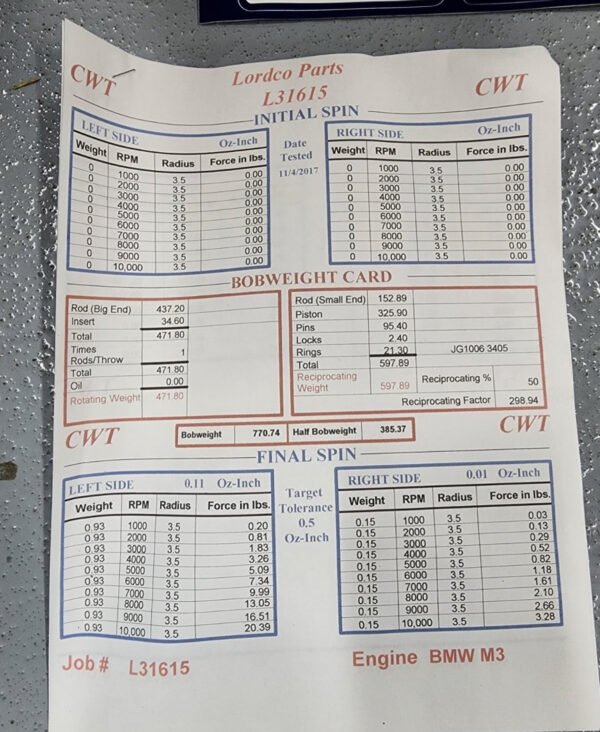 CWT Lordco Parts CWT
L31615
INITIAL SPIN
LEFT SIDE Oz-Inch
Weight RPM Radius Force in lbs.
0 1000 3.5 0.00
0 2000 3.5 0.00
0 3000 3.5 0.00
0 4000 3.5 0.00
0 5000 3.5 0.00
0 6000 3.5 0.00
0 7000 3.5 0.00
0 8000 3.5 0.00
0 9000 3.5 0.00
0 10,000 3.5 0.00
Date
Tested
11/4/2017
RIGHT SIDE Oz-Inch
Weight RPM Radius Force in lbs.
0 1000 3.5 0.00
0 2000 3.5 0.00
0 3000 3.5 0.00
0 4000 3.5 0.00
0 5000 3.5 0.00
0 6000 3.5 0.00
0 7000 3.5 0.00
0 8000 3.5 0.00
0 9000 3.5 0.00
0 10,000 3.5 0.00
BOBWEIGHT CARD
Rod (Big End) 437.20
Insert 34.60
Total 471.80
Times
Rods/Throw 1
Total 471.80
Oil 0.00
Rotating Weight 471.80
Rod (Small End) 152.89
Piston 325.90
Pins 95.40
Locks 2.40
Rings 21.30 JG1006 3405
Total 597.89
Reciprocating
Weight 597.89 Reciprocating % 50
Reciprocating Factor 298.94
CWT Bobweight 770.74 Half Bobweight 385.37 CWT
FINAL SPIN
LEFT SIDE 0.11 Oz-Inch
Weight RPM Radius Force in lbs.
0.93 1000 3.5 0.20
0.93 2000 3.5 0.81
0.93 3000 3.5 1.83
0.93 4000 3.5 3.26
0.93 5000 3.5 5.09
0.93 6000 3.5 7.34
0.93 7000 3.5 9.99
0.93 8000 3.5 13.05
0.93 9000 3.5 16.51
0.93 10,000 3.5 20.39
Target
Tolerance
0.5
Oz-Inch
RIGHT SIDE 0.01 Oz-Inch
Weight RPM Radius Force in lbs.
0.15 1000 3.5 0.03
0.15 2000 3.5 0.13
0.15 3000 3.5 0.29
0.15 4000 3.5 0.52
0.15 5000 3.5 0.82
0.15 6000 3.5 1.18
0.15 7000 3.5 1.61
0.15 8000 3.5 2.10
0.15 9000 3.5 2.66
0.15 10,000 3.5 3.28
Job # L31615 Engine BMW M3